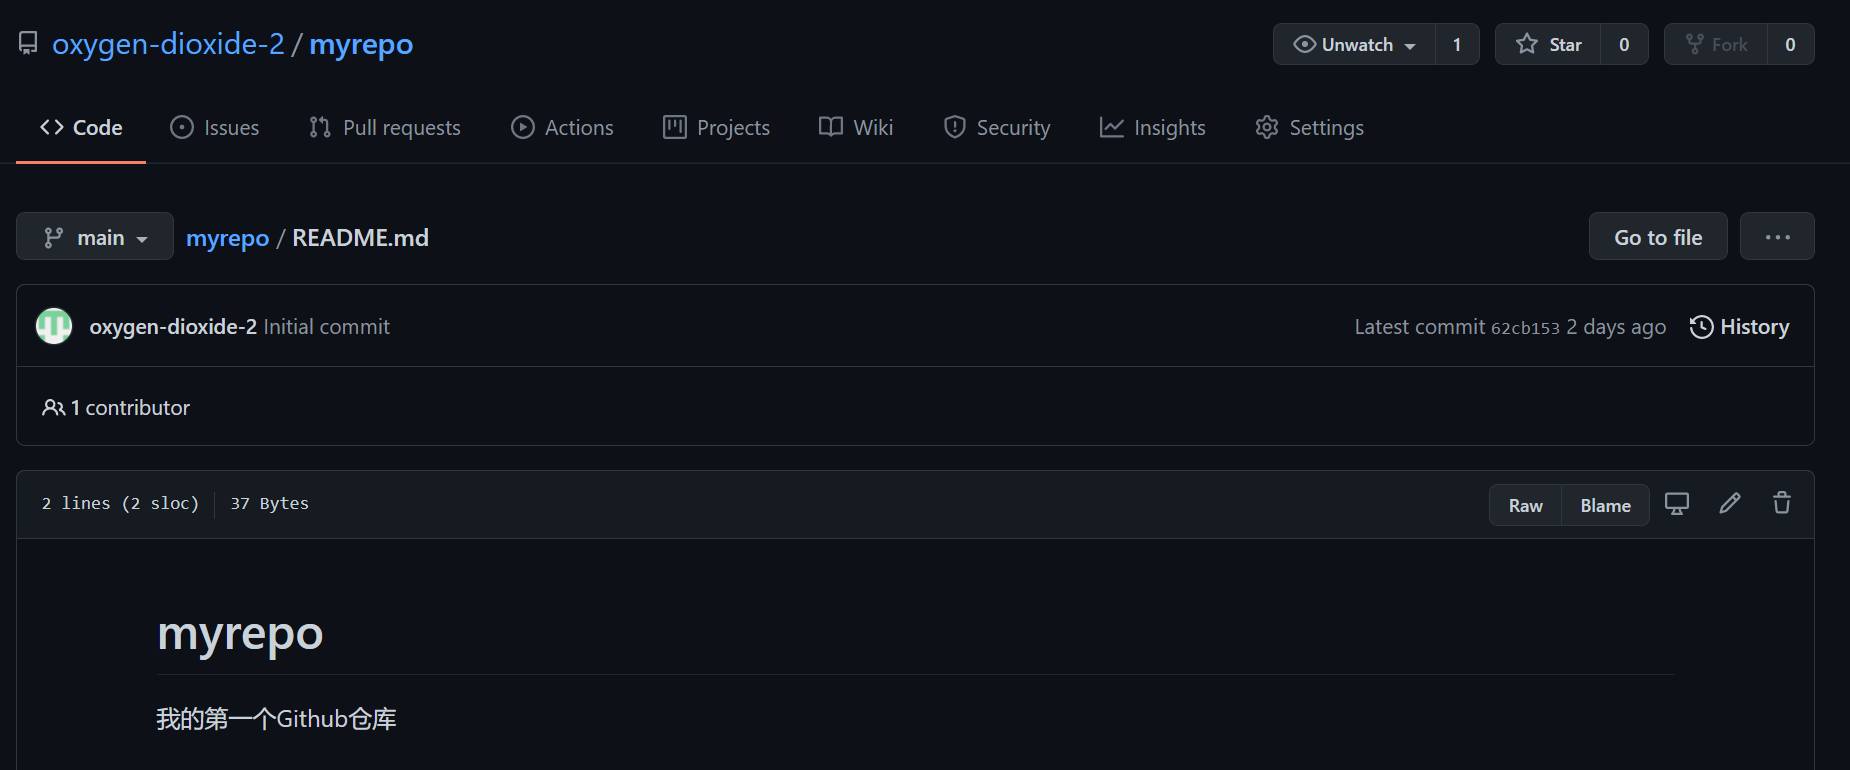 oxygen-dioxide-2 / myrepo
Unwatch 1 Star 0 Fork 0
Code Issues Pull requests Actions Projects Wiki Security Insights Settings
main myrepo / README.md Go to file ...
oxygen-dioxide-2 Initial commit Latest commit 62cb153 2 days ago History
1 contributor
2 lines (2 sloc) 37 Bytes Raw Blame
myrepo
我的第一个Github仓库